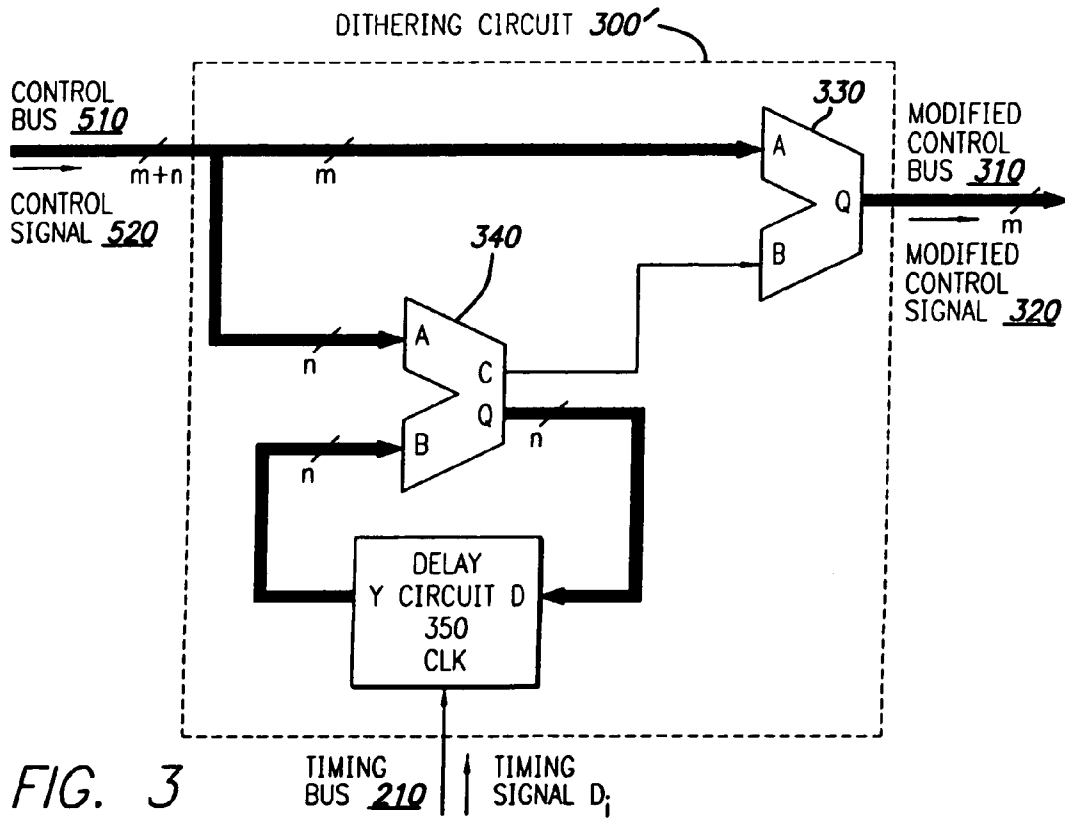 DITHERING CIRCUIT 300'
CONTROL
BUS 510
m+n
m
CONTROL
SIGNAL 520
330
A
B
Q
MODIFIED
CONTROL
BUS 310
m
MODIFIED
CONTROL
SIGNAL 320
340
n
A
C
Q
B
n
n
DELAY
Y CIRCUIT D
350
CLK
TIMING
BUS 210
TIMING
SIGNAL Di
FIG. 3